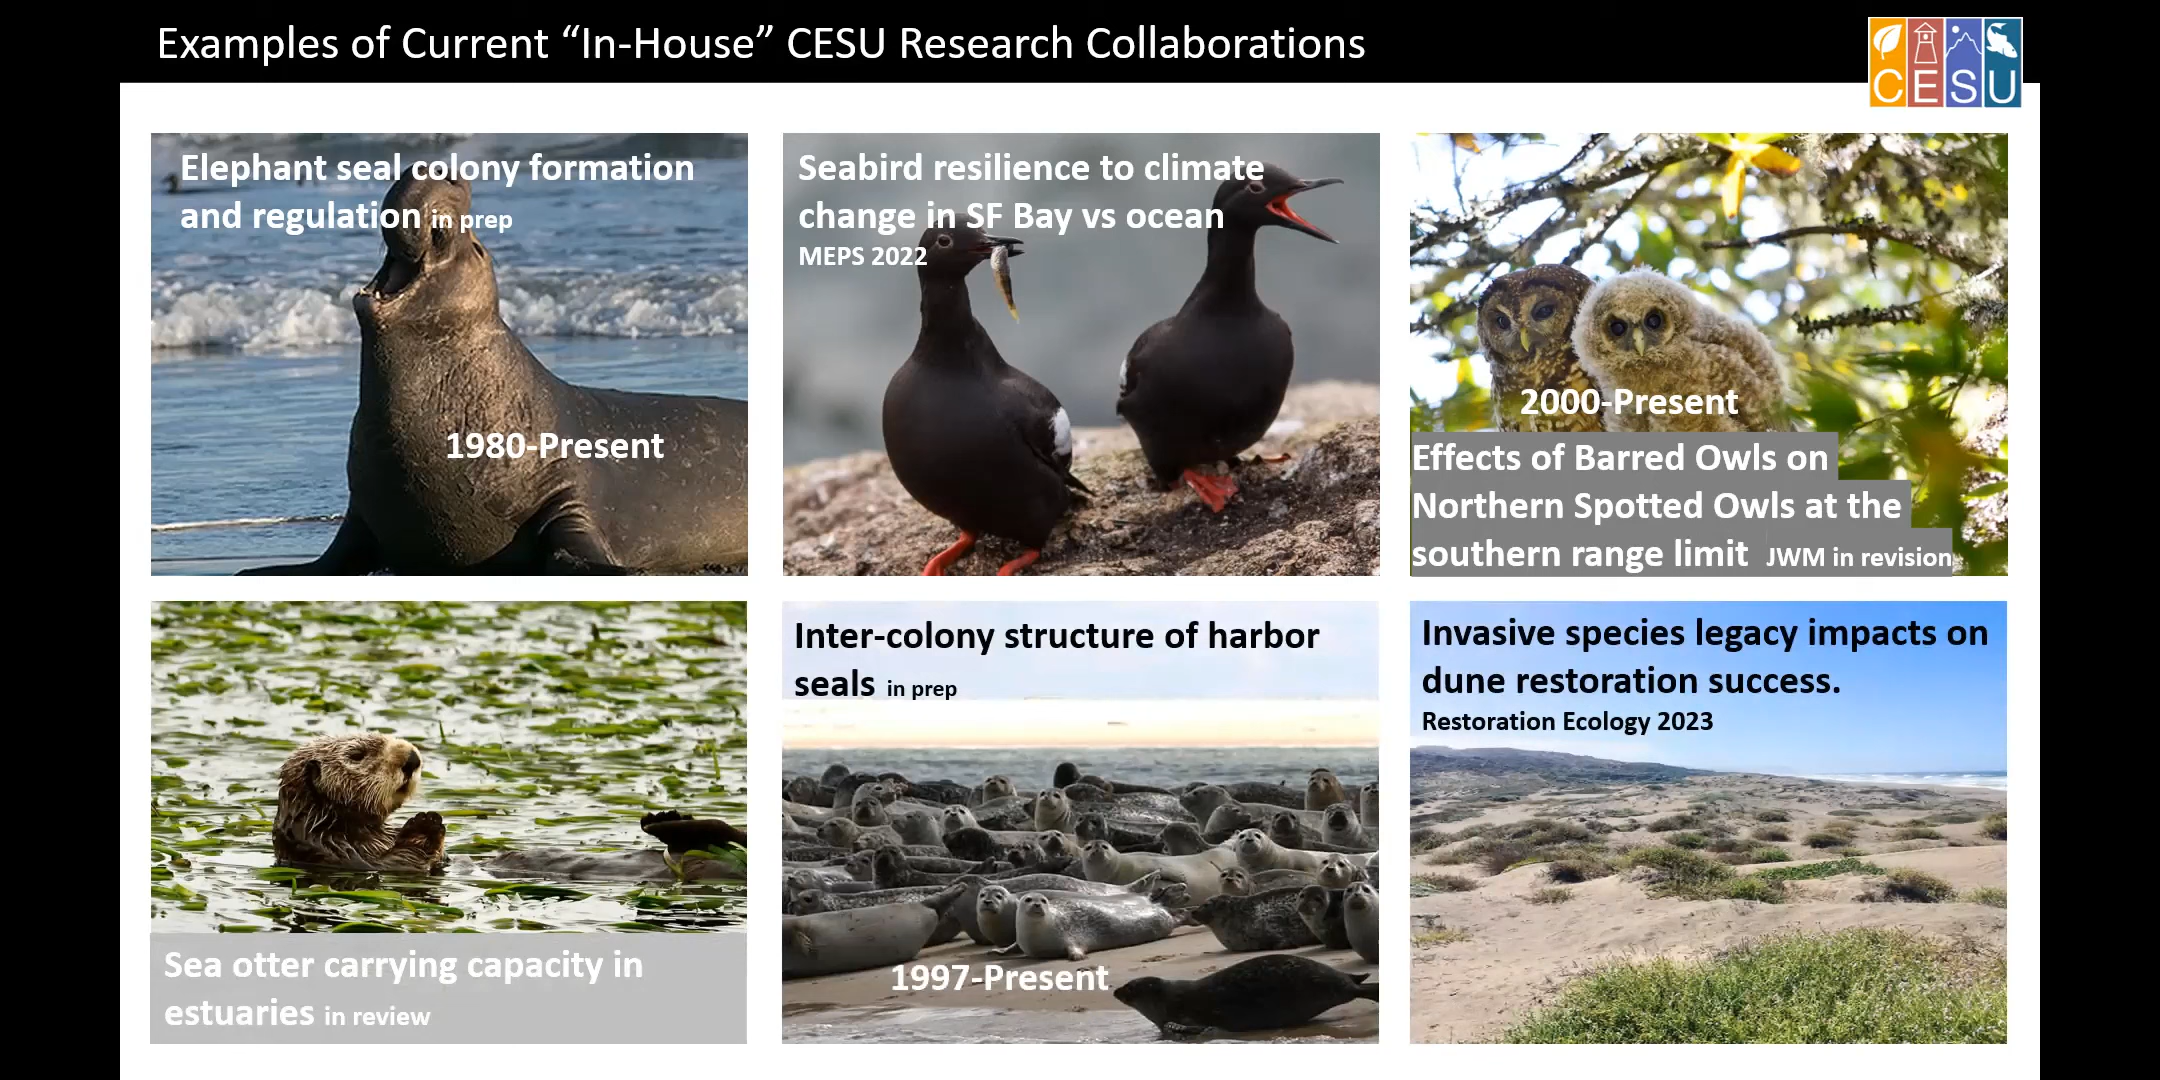 Examples of Current “In-House” CESU Research Collaborations
CESU
Elephant seal colony formation
and regulation in prep
1980-Present
Seabird resilience to climate
change in SF Bay vs ocean
MEPS 2022
2000-Present
Effects of Barred Owls on
Northern Spotted Owls at the
southern range limit JWM in revision
Sea otter carrying capacity in
estuaries in review
Inter-colony structure of harbor
seals in prep
1997-Present
Invasive species legacy impacts on
dune restoration success.
Restoration Ecology 2023